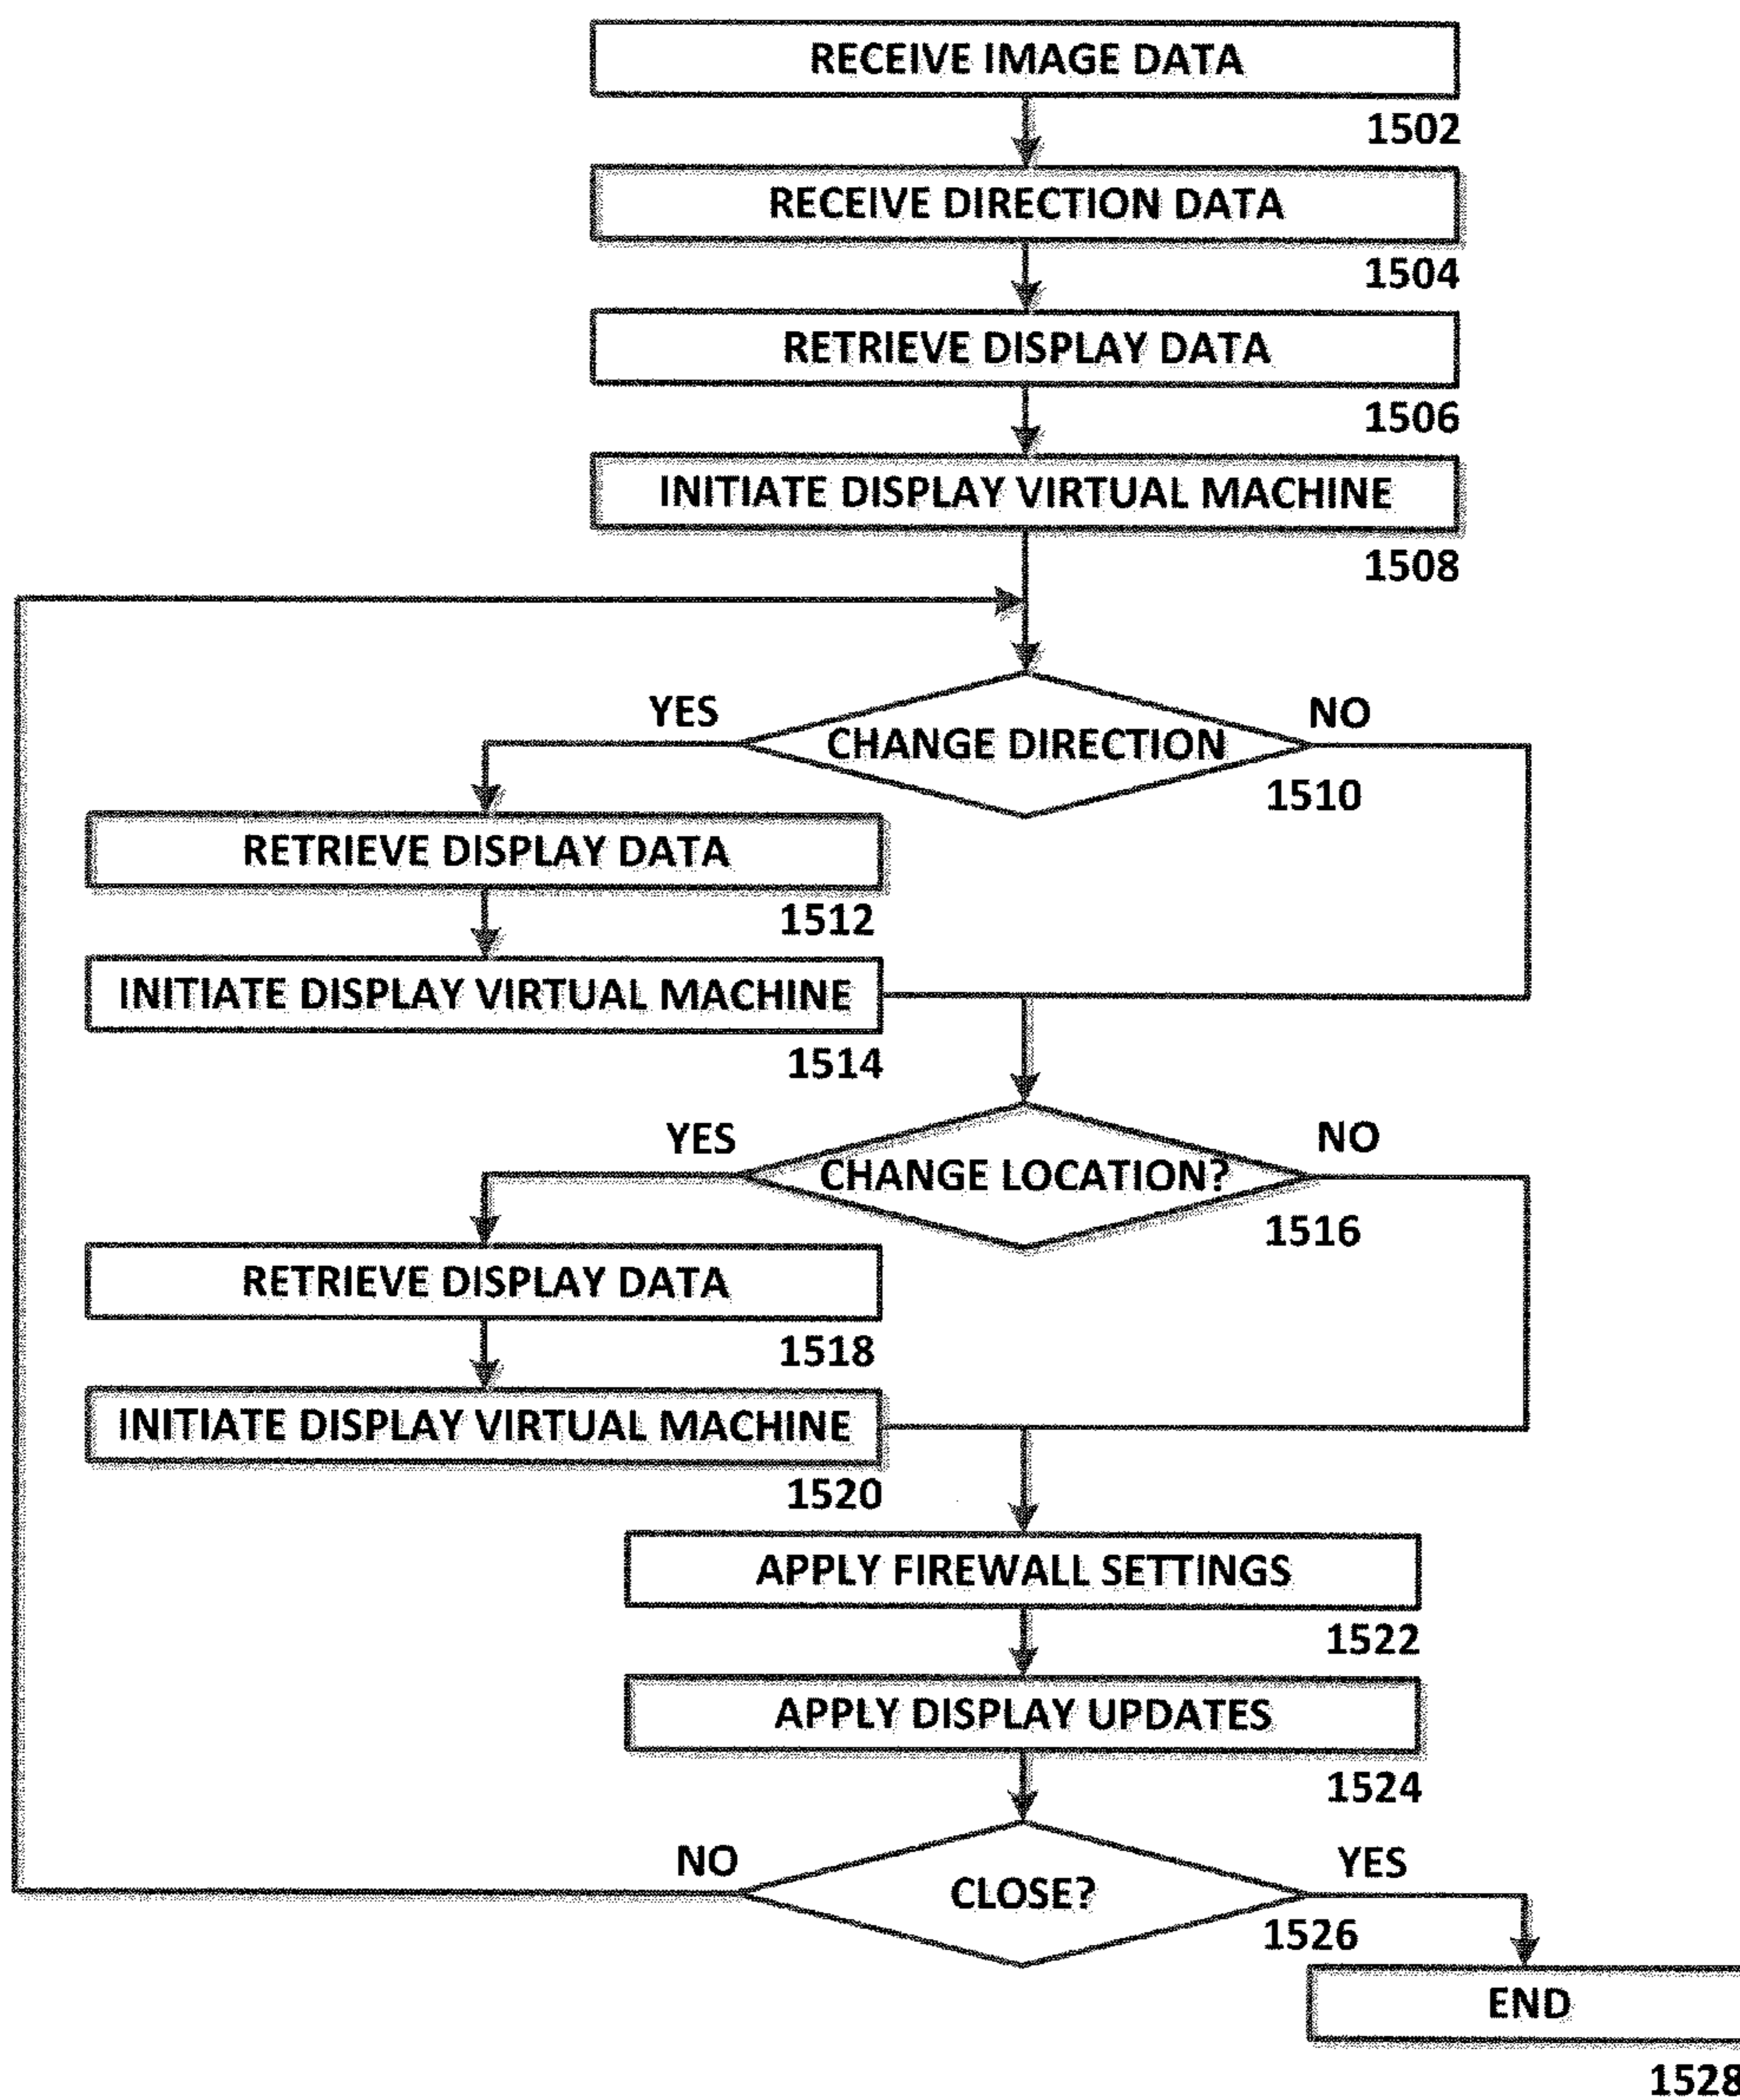 RECEIVE IMAGE DATA
1502
RECEIVE DIRECTION DATA
1504
RETRIEVE DISPLAY DATA
1506
INITIATE DISPLAY VIRTUAL MACHINE
1508
YES
NO
CHANGE DIRECTION
1510
RETRIEVE DISPLAY DATA
1512
INITIATE DISPLAY VIRTUAL MACHINE
1514
YES
NO
CHANGE LOCATION?
1516
RETRIEVE DISPLAY DATA
1518
INITIATE DISPLAY VIRTUAL MACHINE
1520
APPLY FIREWALL SETTINGS
1522
APPLY DISPLAY UPDATES
1524
NO
YES
CLOSE?
1526
END
1528